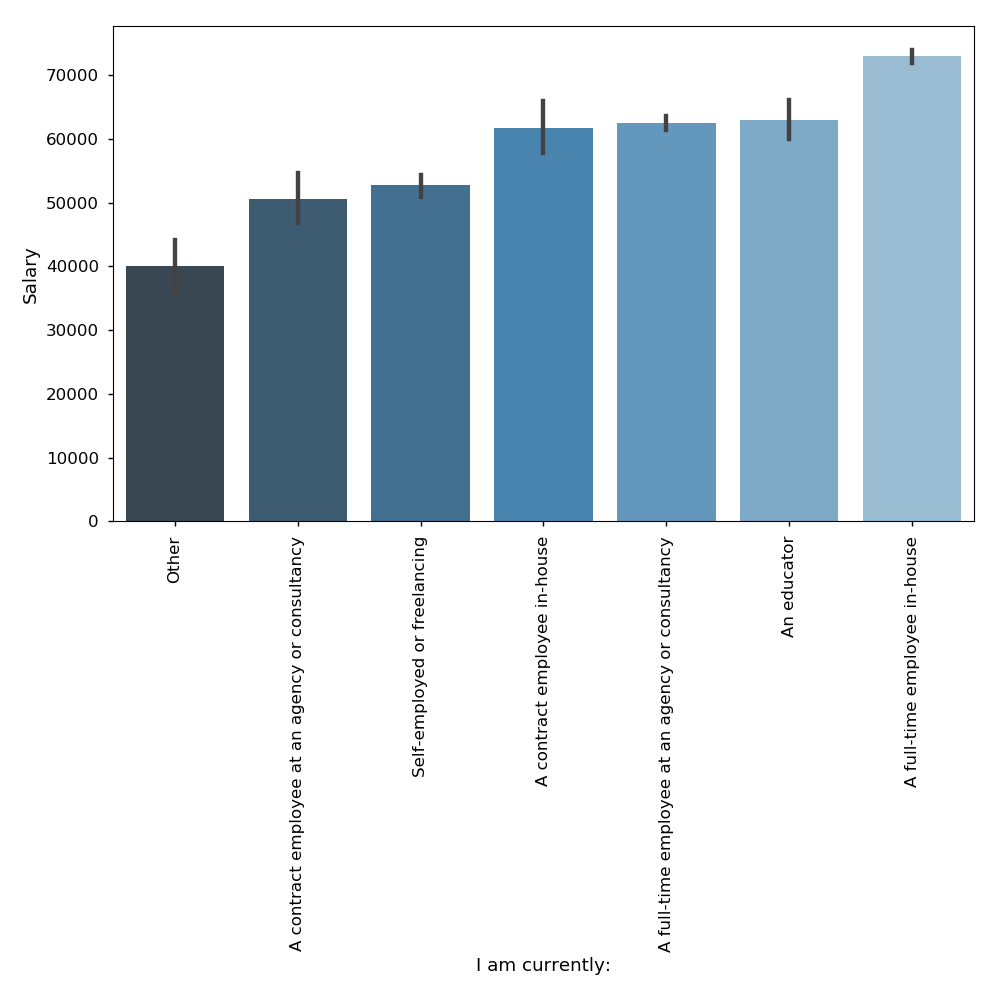 70000
60000
50000
40000
30000
20000
10000
0
Salary
Other
A contract employee at an agency or consultancy
Self-employed or freelancing
A contract employee in-house
A full-time employee at an agency or consultancy
An educator
A full-time employee in-house
I am currently: